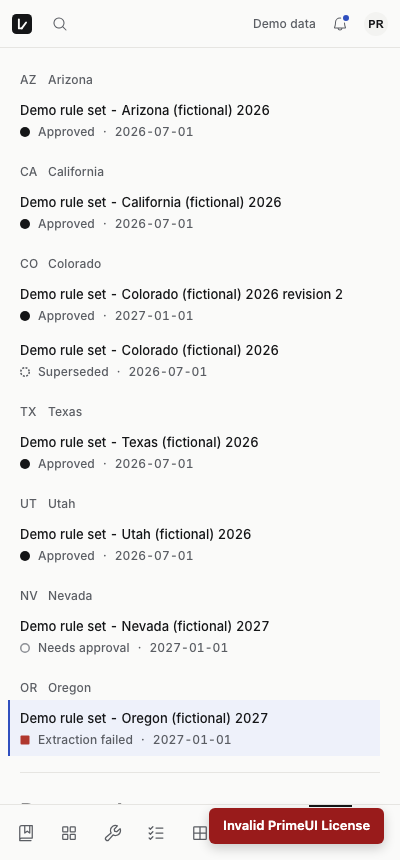 Demo data
PR
AZ Arizona
Demo rule set - Arizona (fictional) 2026
Approved · 2026-07-01
CA California
Demo rule set - California (fictional) 2026
Approved · 2026-07-01
CO Colorado
Demo rule set - Colorado (fictional) 2026 revision 2
Approved · 2027-01-01
Demo rule set - Colorado (fictional) 2026
Superseded · 2026-07-01
TX Texas
Demo rule set - Texas (fictional) 2026
Approved · 2026-07-01
UT Utah
Demo rule set - Utah (fictional) 2026
Approved · 2026-07-01
NV Nevada
Demo rule set - Nevada (fictional) 2027
Needs approval · 2027-01-01
OR Oregon
Demo rule set - Oregon (fictional) 2027
Extraction failed · 2027-01-01
Invalid PrimeUI License